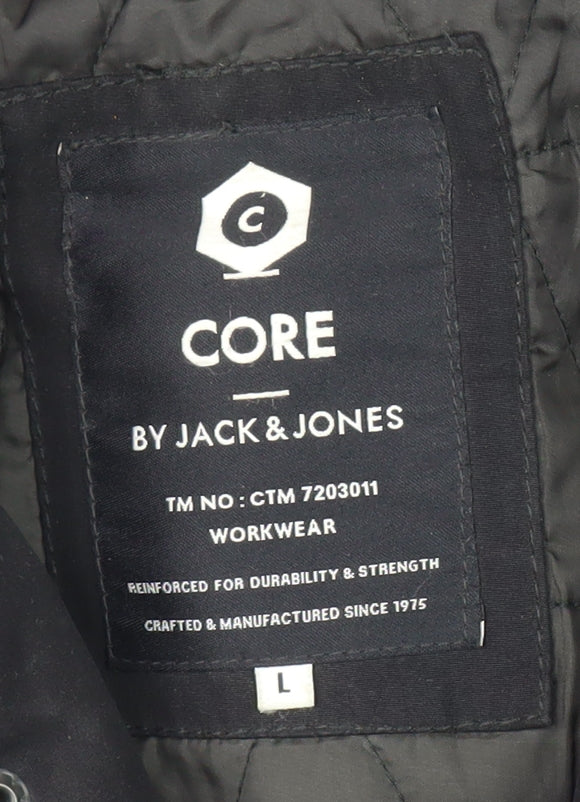 C
CORE
BY JACK & JONES
TM NO : CTM 7203011
WORKWEAR
REINFORCED FOR DURABILITY & STRENGTH
CRAFTED & MANUFACTURED SINCE 1975
L